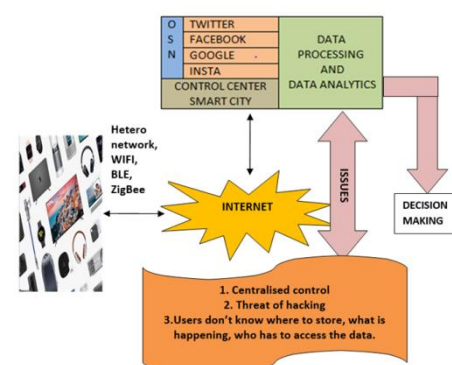 O
S
N
TWITTER
FACEBOOK
GOOGLE
INSTA
CONTROL CENTER
SMART CITY
DATA
PROCESSING
AND
DATA ANALYTICS
Hetero
network,
WIFI,
BLE,
ZigBee
INTERNET
ISSUES
DECISION
MAKING
1. Centralised control
2. Threat of hacking
3.Users don't know where to store, what is
happening, who has to access the data.